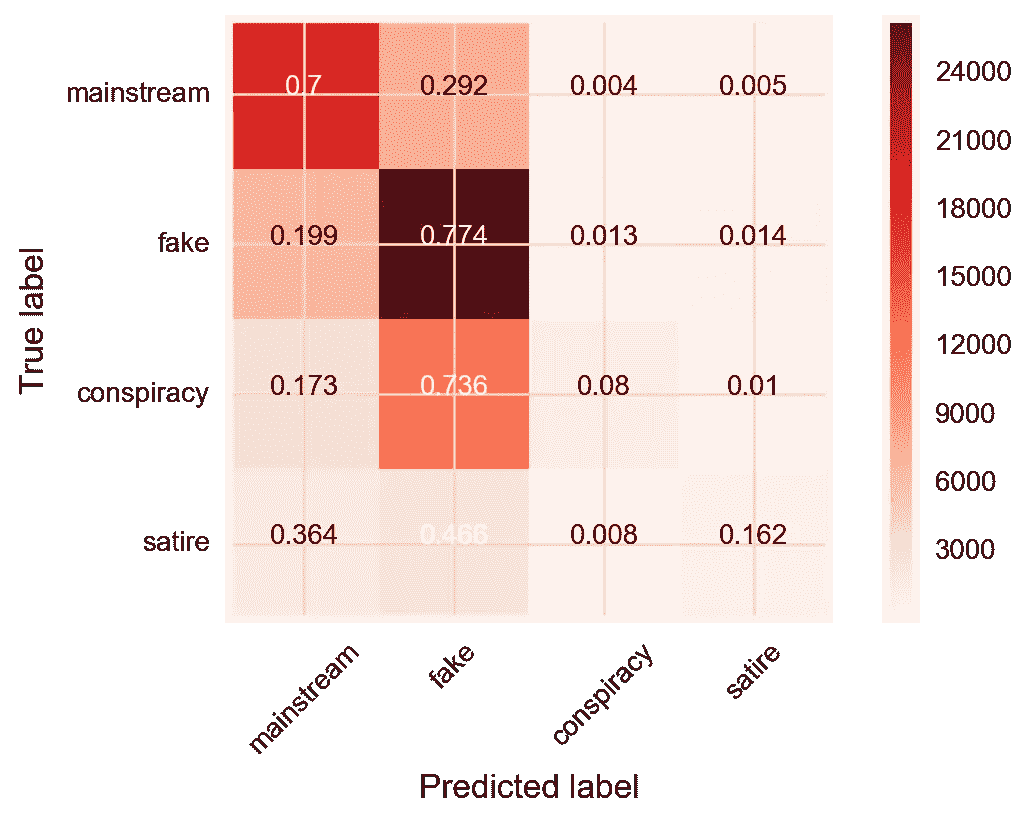 24000
mainstream 0.7 0.292 0.004 0.005
21000
18000
fake 0.199 0.774 0.013 0.014
15000
12000
conspiracy 0.173 0.736 0.08 0.01
9000
6000
satire 0.364 0.466 0.008 0.162
3000
True label
mainstream fake conspiracy satire
Predicted label